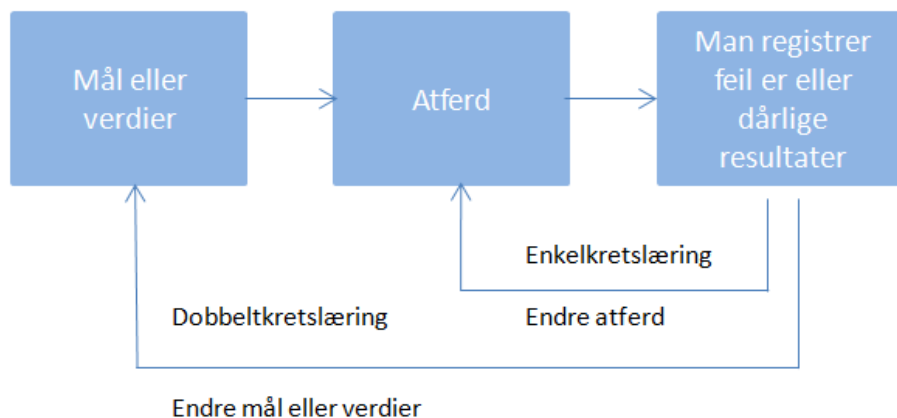 Mål eller
verdier
Atferd
Man registrer
feil er eller
dårlige
resultater
Enkelkretslæring
Endre atferd
Dobbeltkretslæring
Endre mål eller verdier